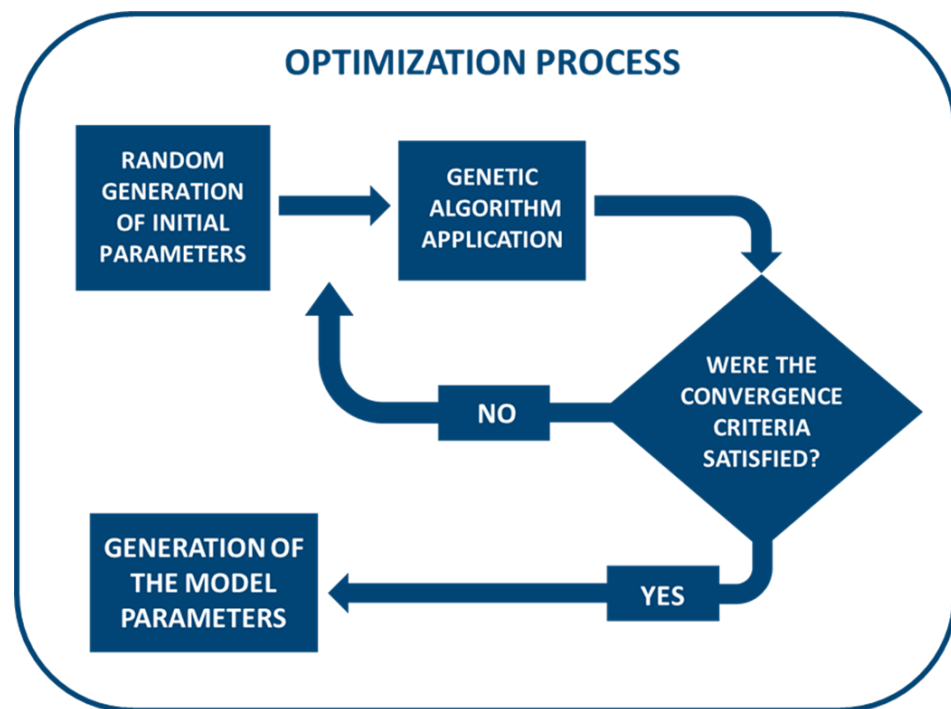 OPTIMIZATION PROCESS
RANDOM
GENERATION
OF INITIAL
PARAMETERS
GENETIC
ALGORITHM
APPLICATION
WERE THE
CONVERGENCE
CRITERIA
SATISFIED?
NO
YES
GENERATION OF
THE MODEL
PARAMETERS